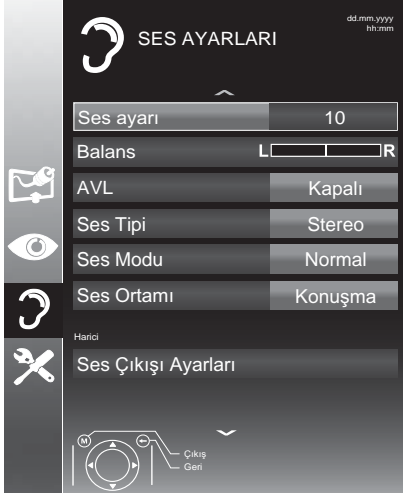 SES AYARLARI
dd.mm.yyyy
hh:mm
Ses ayarı 10
Balans L R
AVL Kapalı
Ses Tipi Stereo
Ses Modu Normal
Ses Ortamı Konuşma
Harici
Ses Çıkışı Ayarları
M
Çıkış
Geri